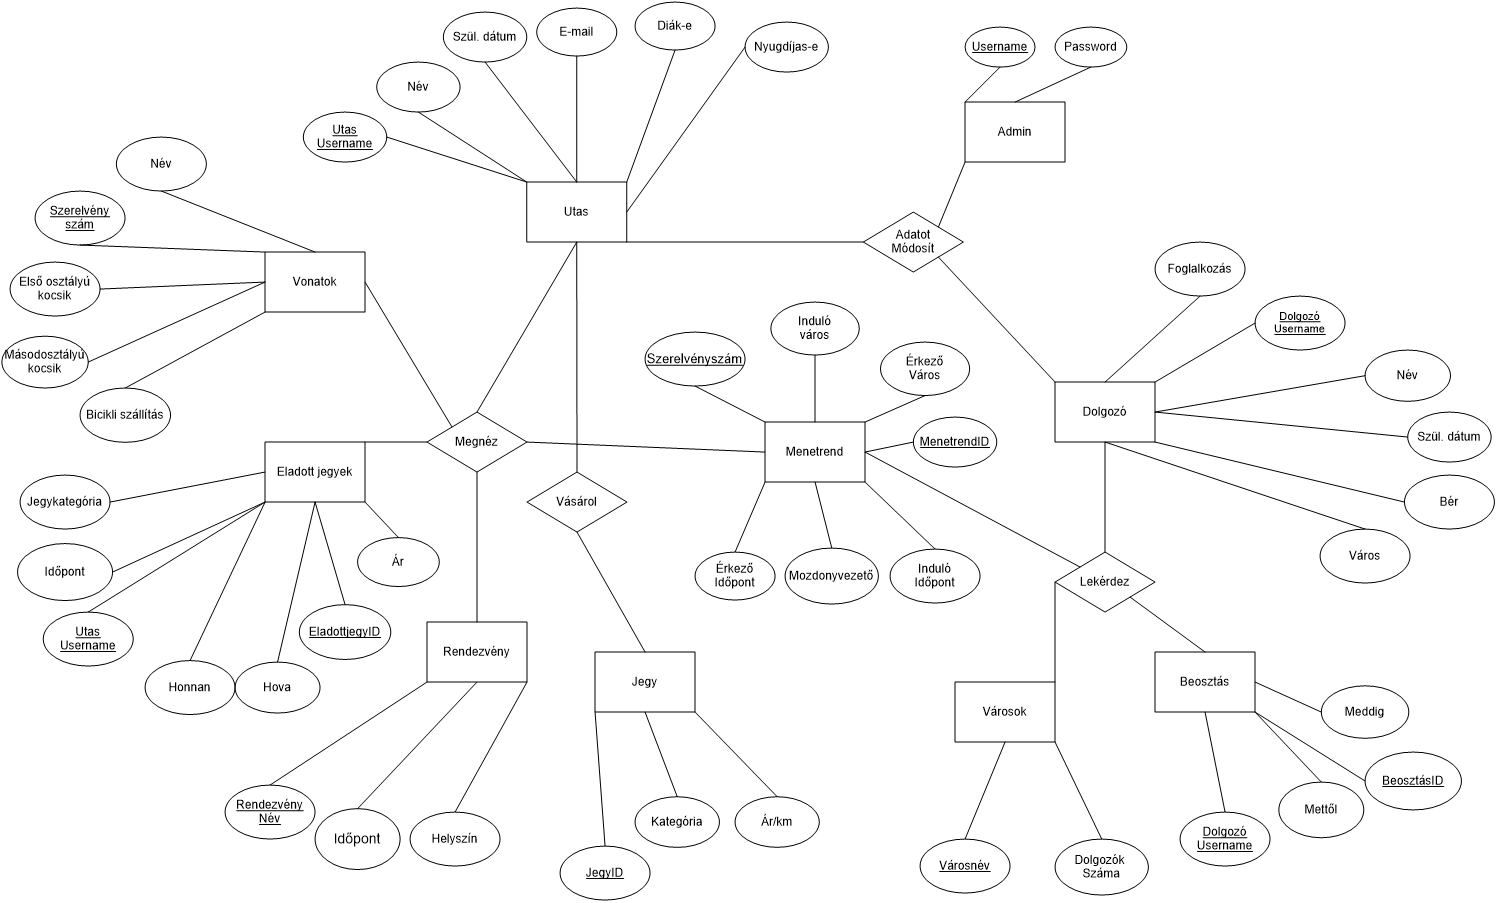 Szül. dátum
E-mail
Diák-e
Nyugdíjas-e
Username
Password
Név
Utas
Username
Admin
Név
Szerelvény
szám
Utas
Adatot
Módosít
Első osztályú
kocsik
Vonatok
Foglalkozás
Induló
város
Dolgozó
Username
Másodosztályú
kocsik
Szerelvényszám
Érkező
Város
Név
Bicikli szállítás
Dolgozó
Megnéz
Menetrend
MenetrendID
Szül. dátum
Eladott jegyek
Jegykategória
Vásárol
Bér
Időpont
Ár
Érkező
Időpont
Mozdonyvezető
Induló
Időpont
Lekérdez
Város
Utas
Username
EladottjegyID
Rendezvény
Honnan
Hova
Jegy
Városok
Beosztás
Meddig
Rendezvény
Név
Időpont
Helyszín
Kategória
Ár/km
JegyID
Városnév
Dolgozók
Száma
Dolgozó
Username
Mettől
BeosztásID